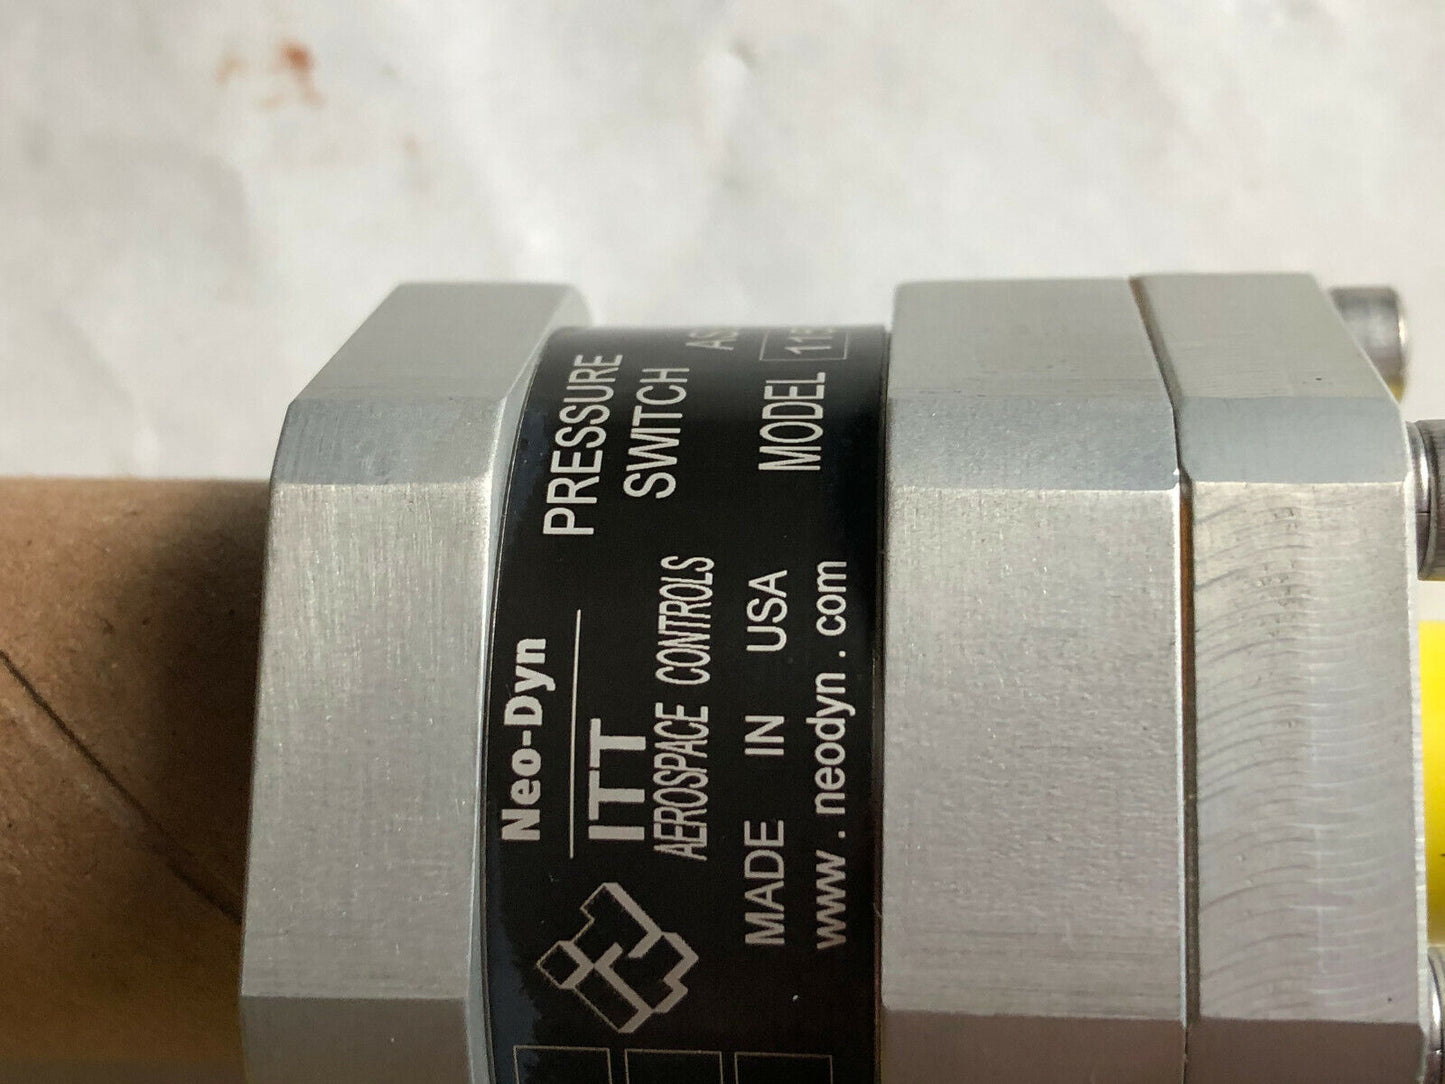 Neo-Dyn
ITT
AEROSPACE CONTROLS
MADE IN USA
www.neodyn.com
PRESSURE
SWITCH
MODEL